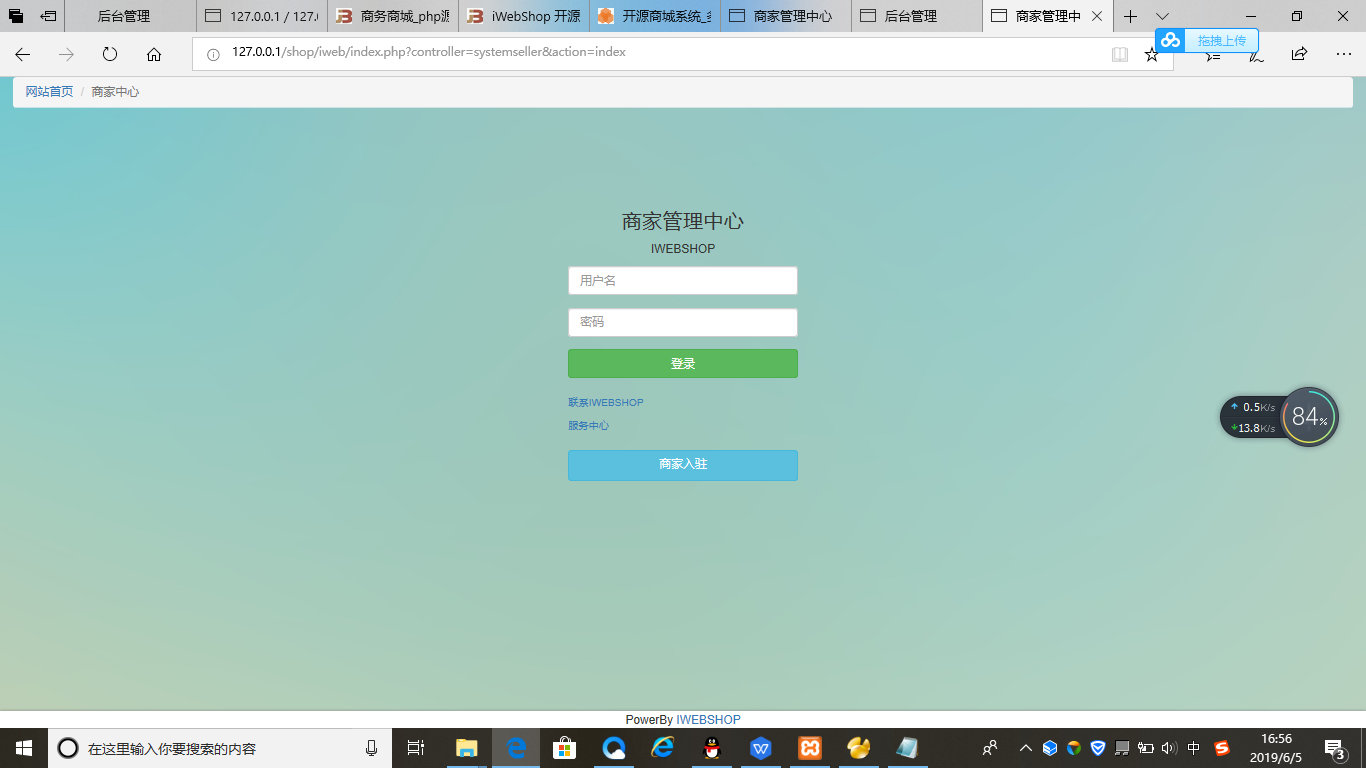 后台管理
127.0.0.1 / 127.
商务商城_php源
iWebShop 开源
开源商城系统_
商家管理中心
后台管理
商家管理中
127.0.0.1/shop/iweb/index.php?controller=systemseller&action=index
拖拽上传
网站首页 / 商家中心
商家管理中心
IWEBSHOP
用户名
密码
登录
联系IWEBSHOP
服务中心
商家入驻
0.5K/s
13.8K/s
84%
PowerBy IWEBSHOP
在这里输入你要搜索的内容
中
16:56
2019/6/5
3